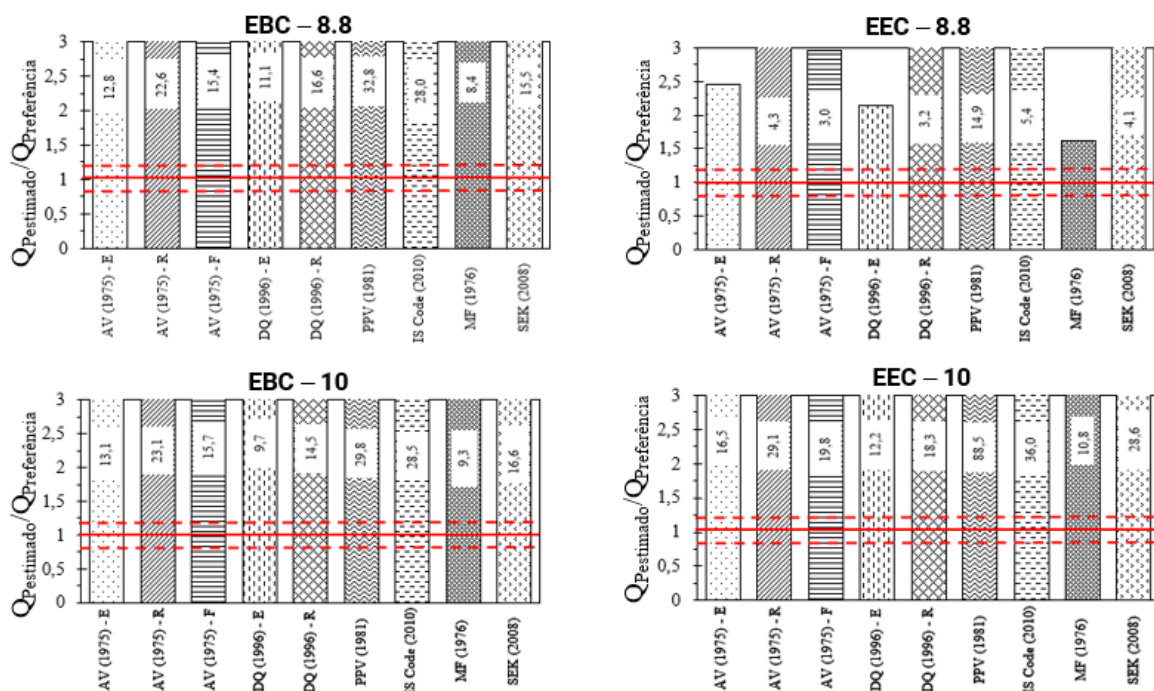 EBC – 8.8
QPestimado/QPreferência
3
2,5
2
1,5
1
0,5
0
12,8
22,6
15,4
11,1
16,6
32,8
28,0
8,4
15,5
AV (1975) - E
AV (1975) - R
AV (1975) - F
DQ (1996) - E
DQ (1996) - R
PPV (1981)
IS Code (2010)
MF (1976)
SEK (2008)
EEC – 8.8
QPestimado/QPreferência
3
2,5
2
1,5
1
0,5
0
4,3
3,0
3,2
14,9
5,4
4,1
AV (1975) - E
AV (1975) - R
AV (1975) - F
DQ (1996) - E
DQ (1996) - R
PPV (1981)
IS Code (2010)
MF (1976)
SEK (2008)
EBC – 10
QPestimado/QPreferência
3
2,5
2
1,5
1
0,5
0
13,1
23,1
15,7
9,7
14,5
29,8
28,5
9,3
16,6
AV (1975) - E
AV (1975) - R
AV (1975) - F
DQ (1996) - E
DQ (1996) - R
PPV (1981)
IS Code (2010)
MF (1976)
SEK (2008)
EEC – 10
QPestimado/QPreferência
3
2,5
2
1,5
1
0,5
0
16,5
29,1
19,8
12,2
18,3
88,5
36,0
10,8
28,6
AV (1975) - E
AV (1975) - R
AV (1975) - F
DQ (1996) - E
DQ (1996) - R
PPV (1981)
IS Code (2010)
MF (1976)
SEK (2008)